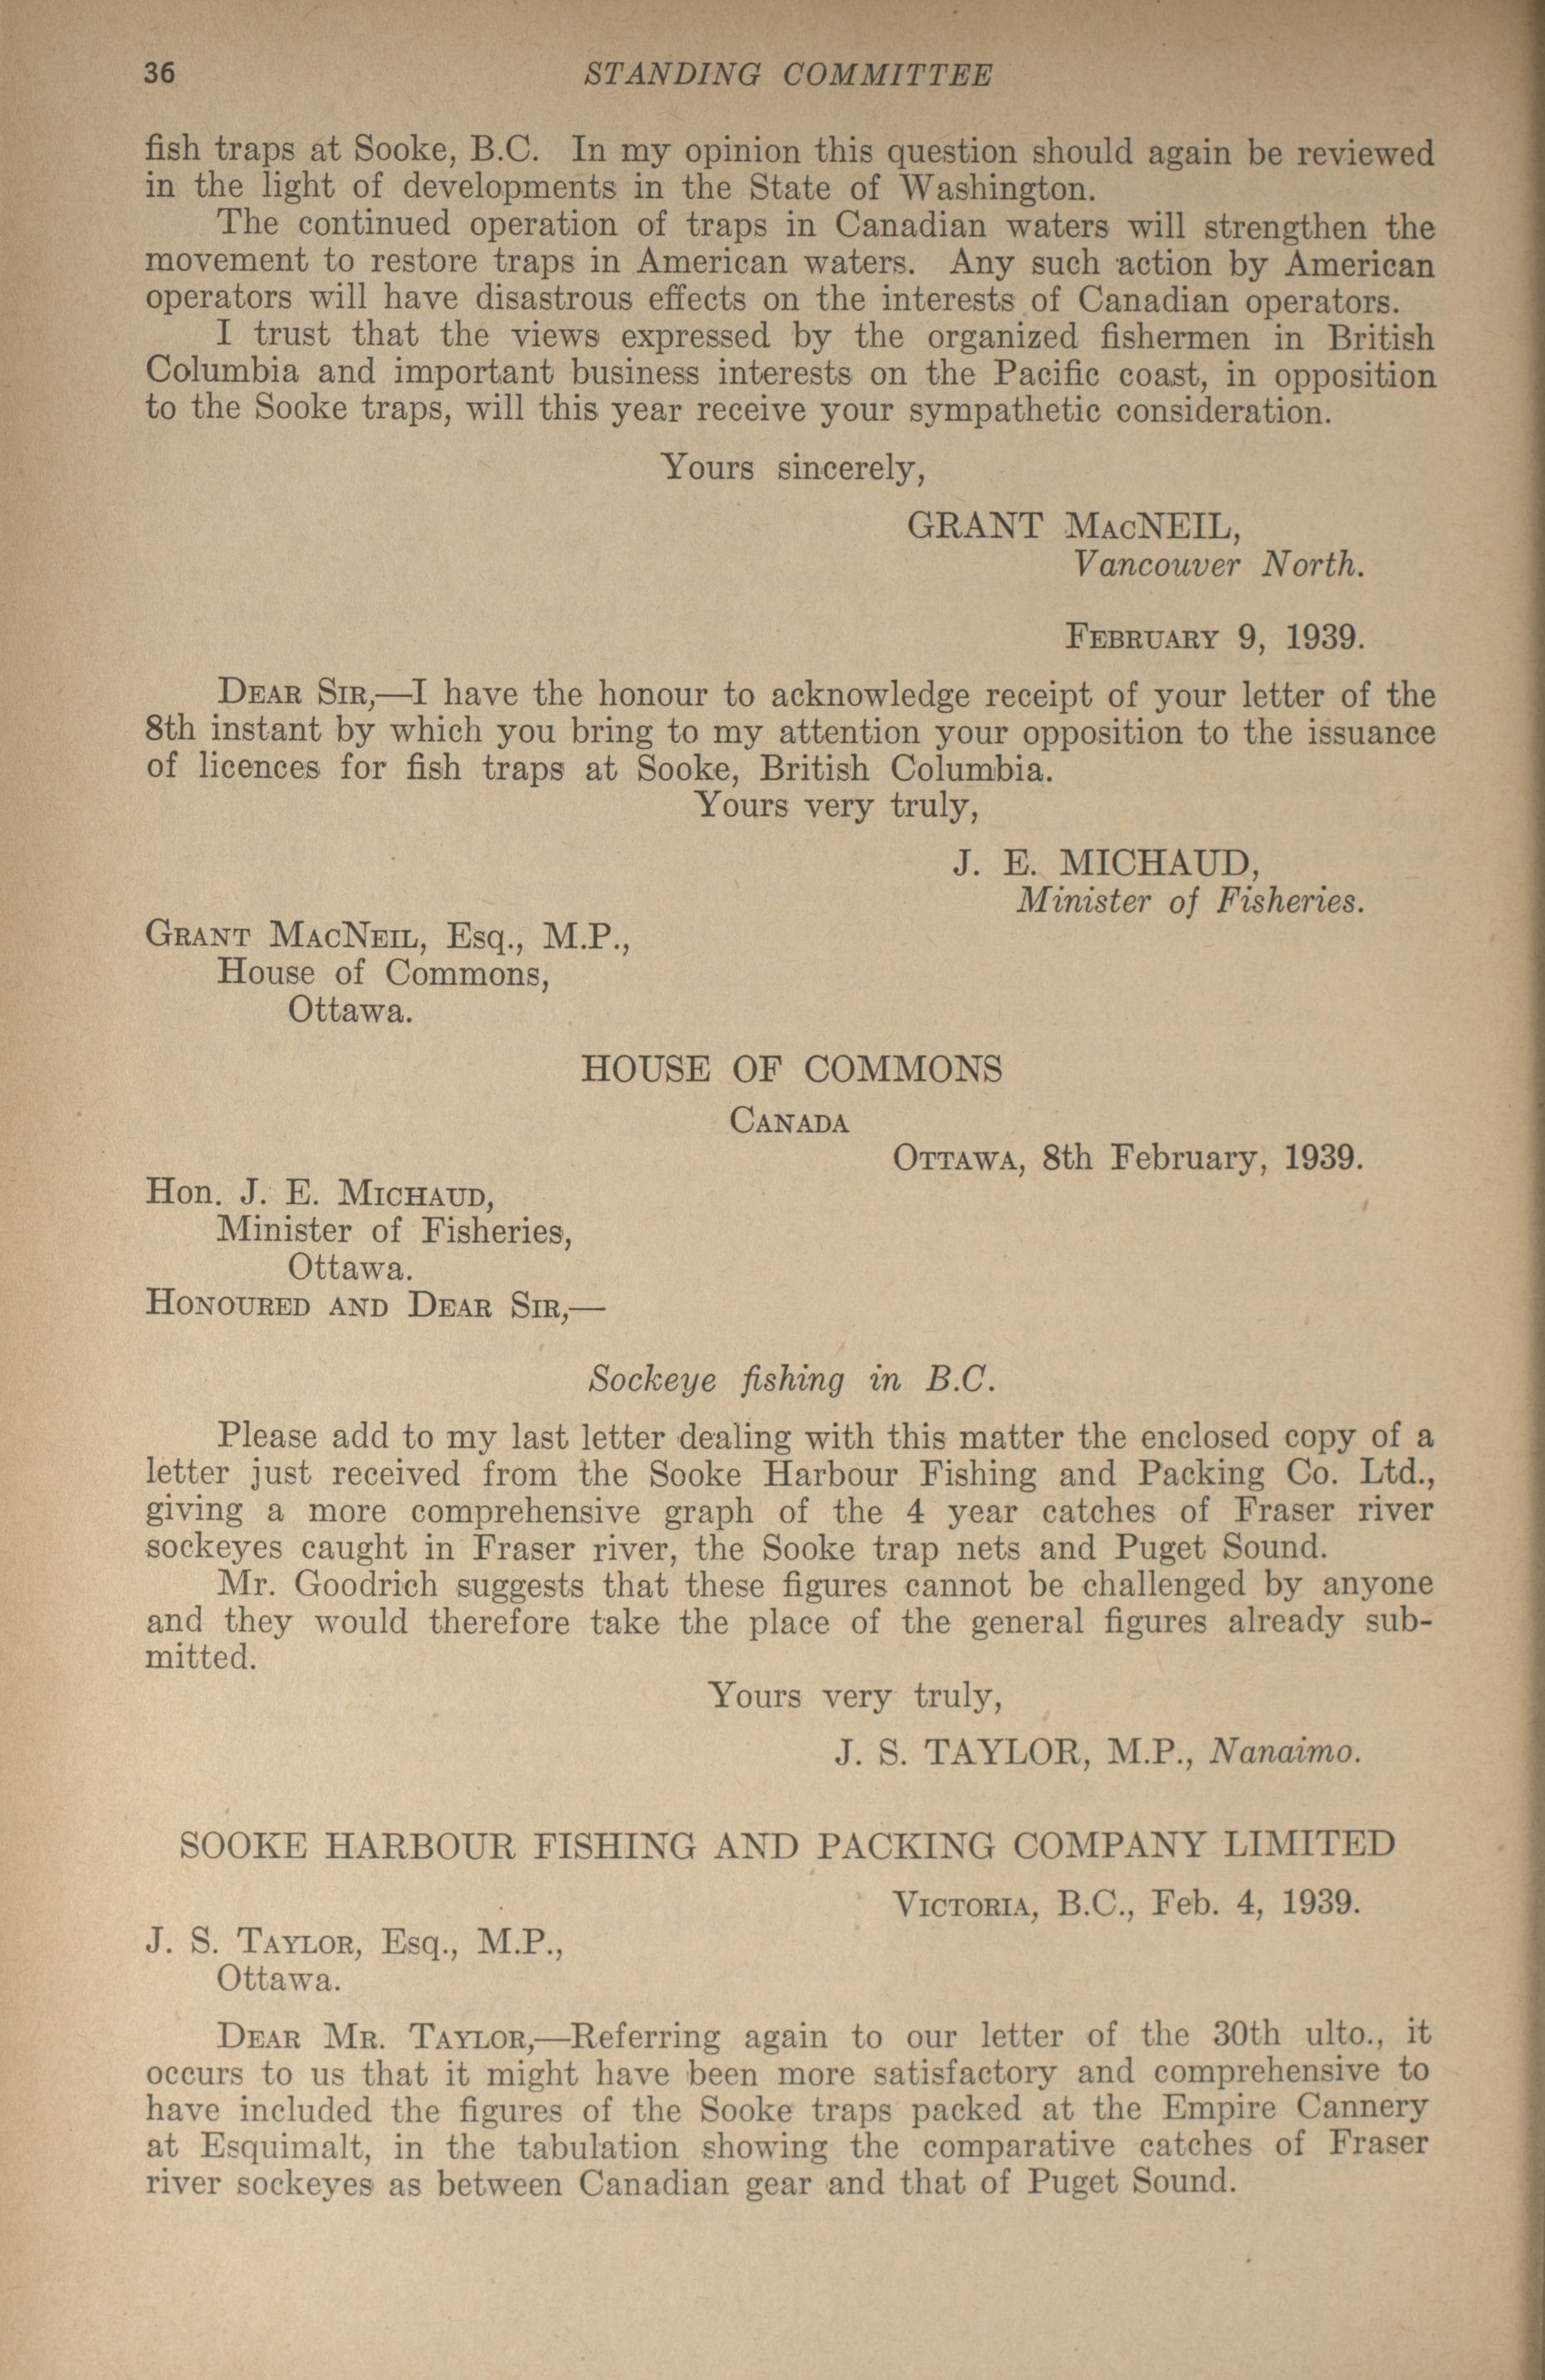 36 STANDING COMMITTEE
fish traps at Sooke, B.C. In my opinion this question should again be reviewed
in the light of developments in the State of Washington.
The continued operation of traps in Canadian waters will strengthen the
movement to restore traps in American waters. Any such action by American
operators will have disastrous effects on the interests of Canadian operators.
I trust that the views expressed by the organized fishermen in British
Columbia and important business interests on the Pacific coast, in opposition
to the Sooke traps, will this year receive your sympathetic consideration.
Yours sincerely,
GRANT MACNEIL,
Vancouver North.
FEBRUARY 9, 1939.
DEAR SIR,—I have the honour to acknowledge receipt of your letter of the
8th instant by which you bring to my attention your opposition to the issuance
of licences for fish traps at Sooke, British Columbia.
Yours very truly,
J. E. MICHAUD,
Minister of Fisheries.
GRANT MACNEIL, Esq., M.P.,
House of Commons,
Ottawa.
HOUSE OF COMMONS
CANADA
OTTAWA, 8th February, 1939.
Hon. J. E. MICHAUD,
Minister of Fisheries,
Ottawa.
HONOURED AND DEAR SIR,—
Sockeye fishing in B.C.
Please add to my last letter dealing with this matter the enclosed copy of a
letter just received from the Sooke Harbour Fishing and Packing Co. Ltd.,
giving a more comprehensive graph of the 4 year catches of Fraser river
sockeyes caught in Fraser river, the Sooke trap nets and Puget Sound.
Mr. Goodrich suggests that these figures cannot be challenged by anyone
and they would therefore take the place of the general figures already sub-
mitted.
Yours very truly,
J. S. TAYLOR, M.P., Nanaimo.
SOOKE HARBOUR FISHING AND PACKING COMPANY LIMITED
VICTORIA, B.C., Feb. 4, 1939.
J. S. TAYLOR, Esq., M.P.,
Ottawa.
DEAR MR. TAYLOR,—Referring again to our letter of the 30th ulto., it
occurs to us that it might have been more satisfactory and comprehensive to
have included the figures of the Sooke traps packed at the Empire Cannery
at Esquimalt, in the tabulation showing the comparative catches of Fraser
river sockeyes as between Canadian gear and that of Puget Sound.